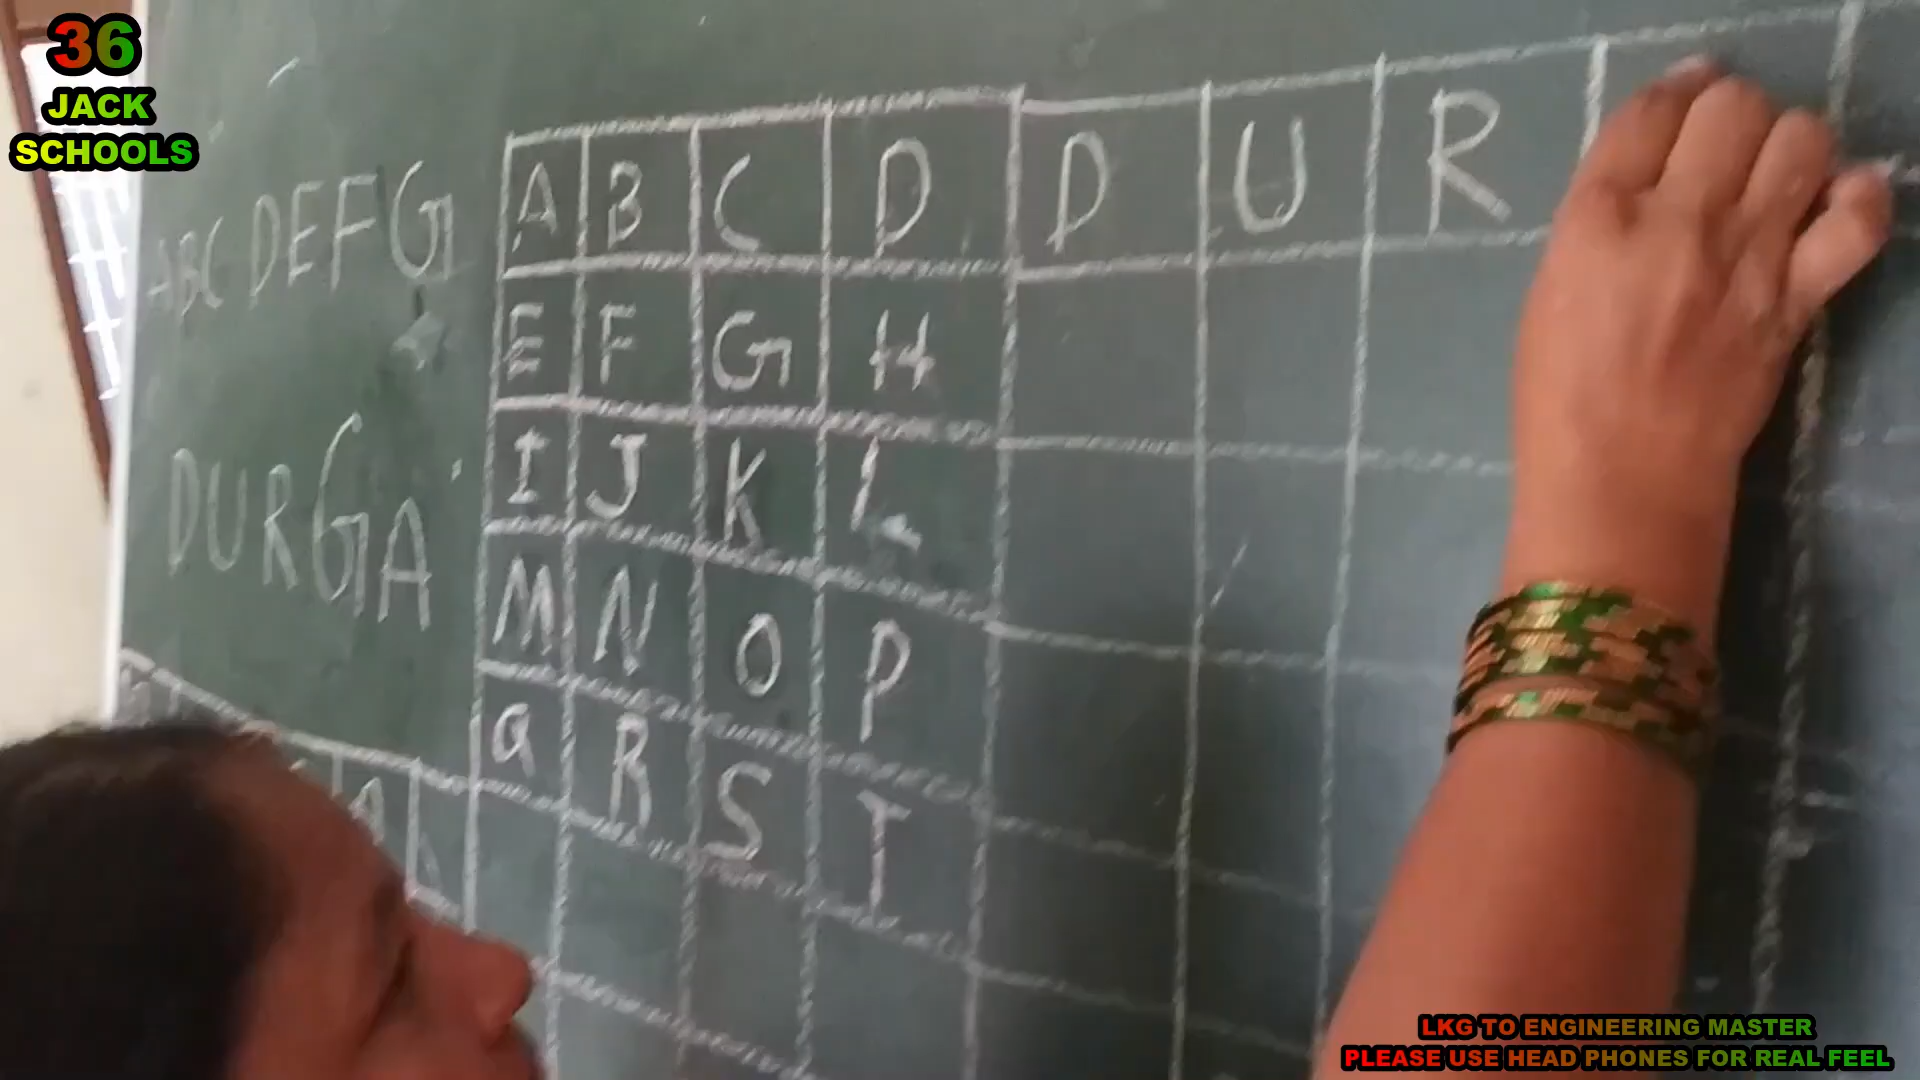 36
JACK
SCHOOLS
ABC DEFG
DURGA
A B C D D U R
E F G H
I J K L
M N O P
Q R S T
LKG TO ENGINEERING MASTER
PLEASE USE HEAD PHONES FOR REAL FEEL